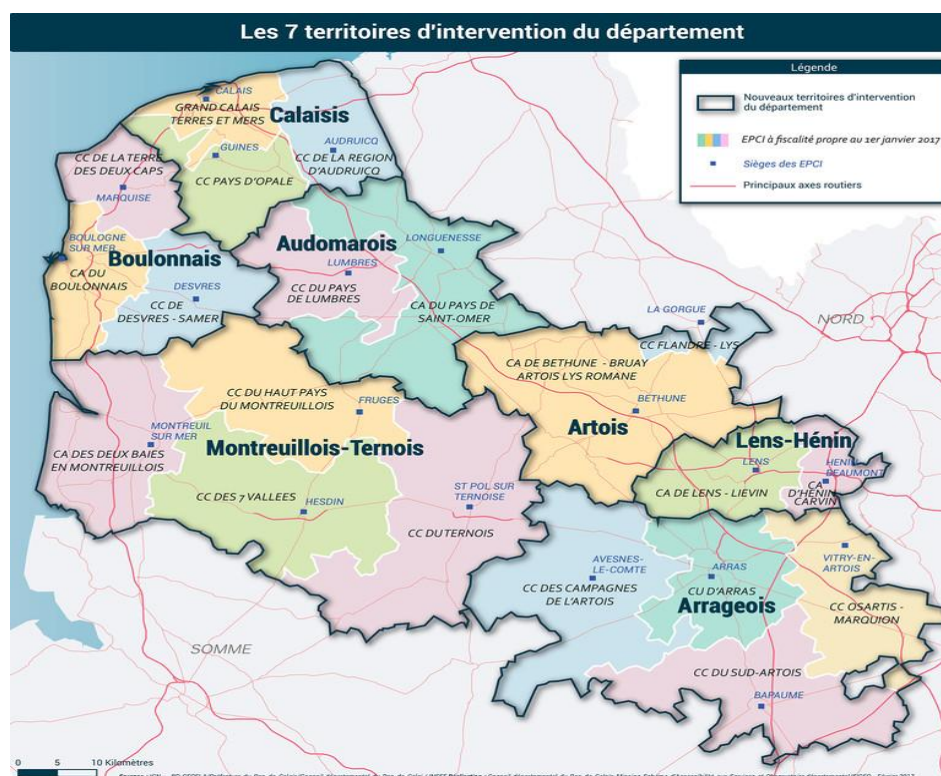 Les 7 territoires d'intervention du département
Légende
Nouveaux territoires d'intervention
du département
EPCI à fiscalité propre au 1er janvier 2017
Sièges des EPCI
Principaux axes routiers
CALAIS
GRAND CALAIS
TERRES ET MERS
Calaisis
AUDRUICQ
CC DE LA REGION
D'AUDRUICQ
GUINES
CC PAYS D'OPALE
CC DE LA TERRE
DES DEUX CAPS
MARQUISE
BOULOGNE
SUR MER
Boulonnais
CA DU
BOULONNAIS
DESVRES
CC DE
DESVRES - SAMER
Audomarois
LONGUENESSE
LUMBRES
CC DU PAYS
DE LUMBRES
CA DU PAYS DE
SAINT-OMER
LA GORGUE
NORD
CC FLANDRE - LYS
CA DE BETHUNE - BRUAY
ARTOIS LYS ROMANE
BETHUNE
Artois
CC DU HAUT PAYS
DU MONTREUILLOIS
FRUGES
MONTREUIL
SUR MER
Montreuillois-Ternois
CA DES DEUX BAIES
EN MONTREUILLOIS
CC DES 7 VALLEES
HESDIN
ST POL SUR
TERNOISE
CC DU TERNOIS
Lens-Hénin
LENS
HENIN
BEAUMONT
CA DE LENS - LIEVIN
CA
D'HENIN
CARVIN
AVESNES-
LE-COMTE
CC DES CAMPAGNES
DE L'ARTOIS
ARRAS
CU D'ARRAS
Arrageois
VITRY-EN-
ARTOIS
CC OSARTIS -
MARQUION
CC DU SUD-ARTOIS
BAPAUME
SOMME
0 5 10 Kilomètres